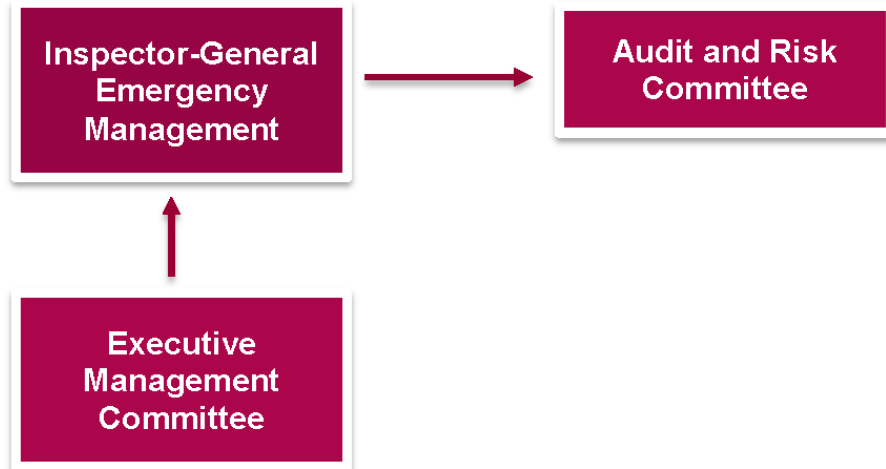 Inspector-General
Emergency
Management
Audit and Risk
Committee
Executive
Management
Committee